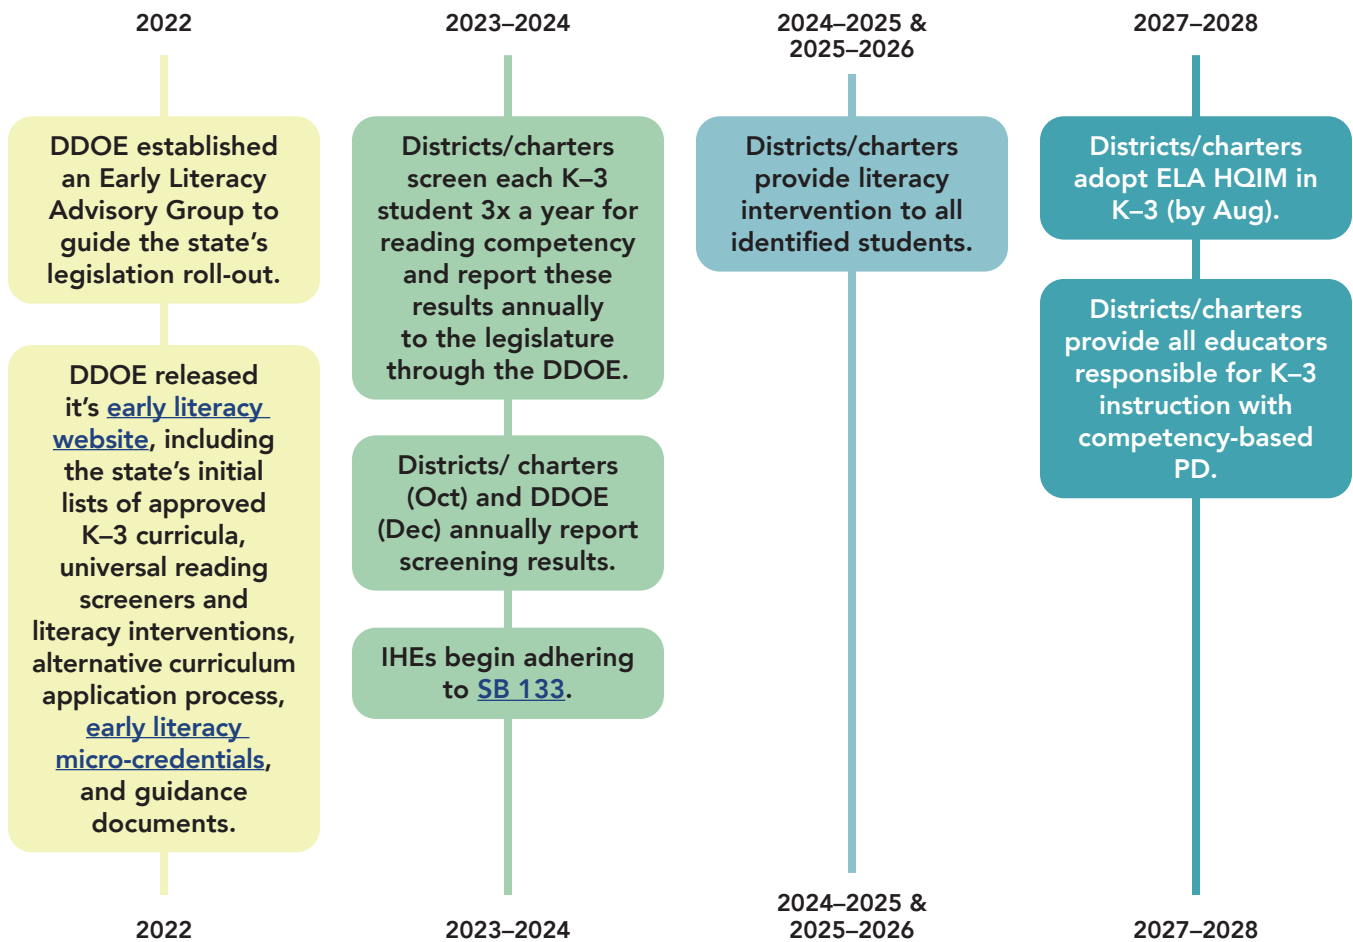 2022
DDOE established
an Early Literacy
Advisory Group to
guide the state's
legislation roll-out.
DDOE released
it's early literacy
website, including
the state's initial
lists of approved
K–3 curricula,
universal reading
screeners and
literacy interventions,
alternative curriculum
application process,
early literacy
micro-credentials,
and guidance
documents.
2022
2023–2024
Districts/charters
screen each K–3
student 3x a year for
reading competency
and report these
results annually
to the legislature
through the DDOE.
Districts/ charters
(Oct) and DDOE
(Dec) annually report
screening results.
IHEs begin adhering
to SB 133.
2023–2024
2024–2025 &
2025–2026
Districts/charters
provide literacy
intervention to all
identified students.
2024–2025 &
2025–2026
2027–2028
Districts/charters
adopt ELA HQIM in
K–3 (by Aug).
Districts/charters
provide all educators
responsible for K–3
instruction with
competency-based
PD.
2027–2028